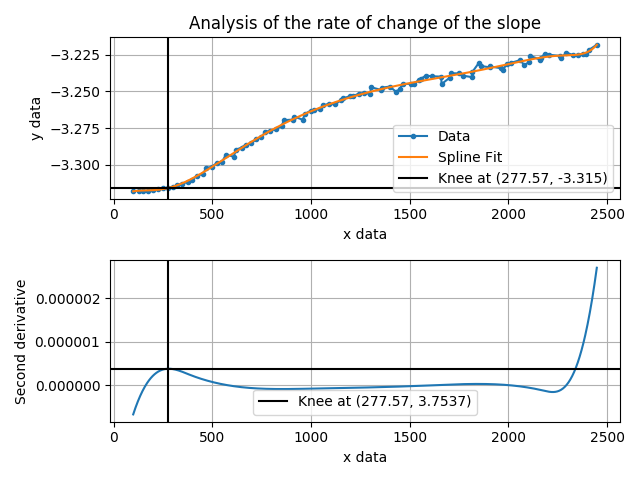 Analysis of the rate of change of the slope
−3.225
−3.250
−3.275
−3.300
y data
Data
Spline Fit
Knee at (277.57, -3.315)
0 500 1000 1500 2000 2500
x data
0.000002
0.000001
0.000000
Second derivative
Knee at (277.57, 3.7537)
0 500 1000 1500 2000 2500
x data